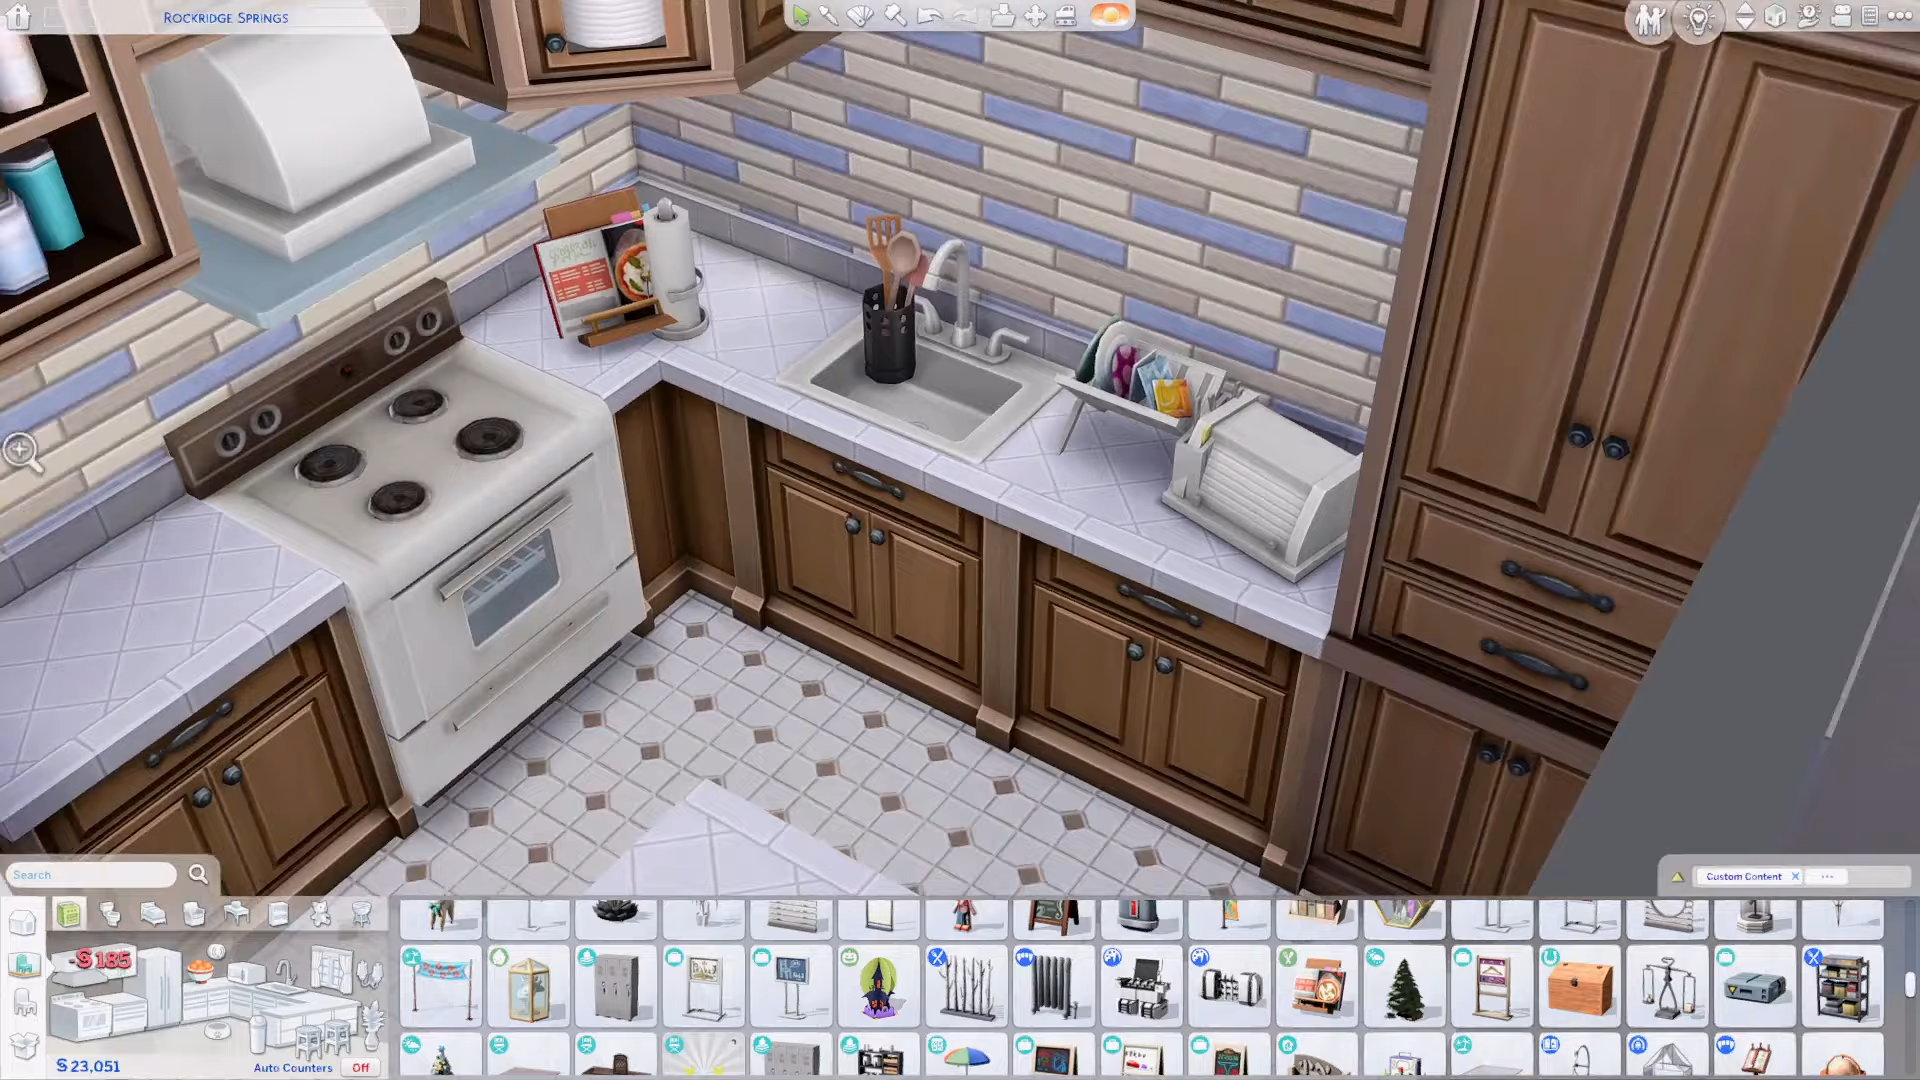 Rockridge Springs
Search
Custom Content
-§185
§23,051
Auto Counters
Off